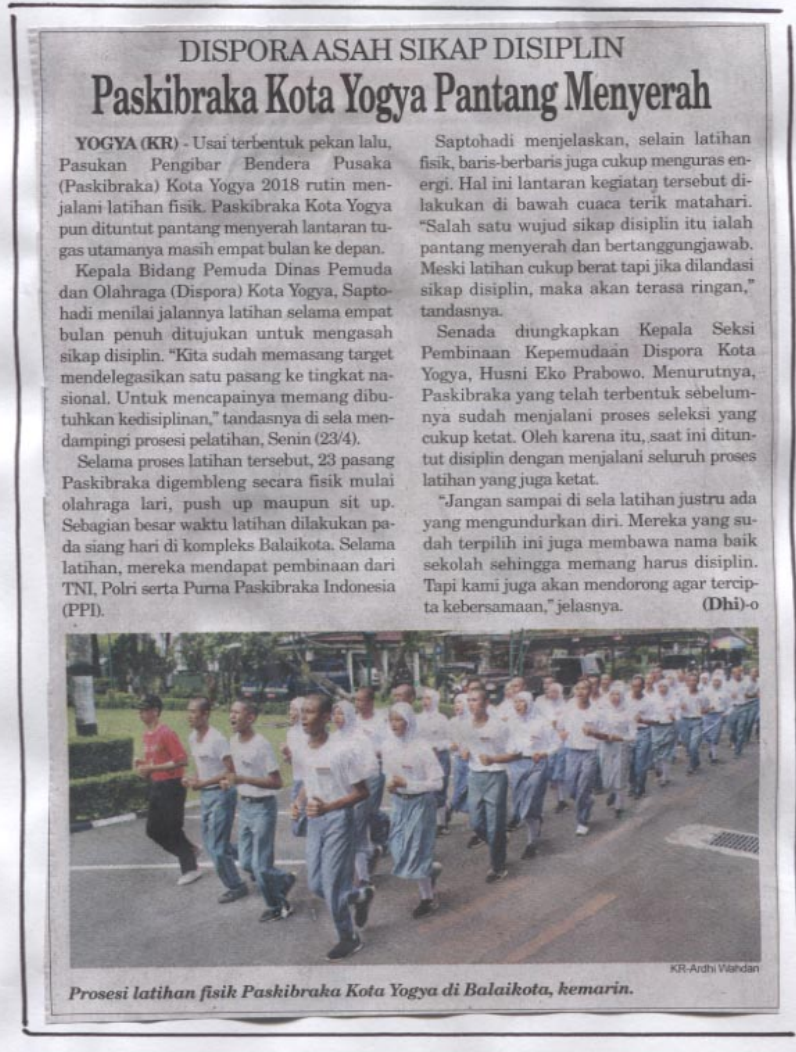 DISPORA ASAH SIKAP DISIPLIN
Paskibraka Kota Yogya Pantang Menyerah
YOGYA (KR) - Usai terbentuk pekan lalu,
Pasukan Pengibar Bendera Pusaka
(Paskibraka) Kota Yogya 2018 rutin men-
jalani latihan fisik. Paskibraka Kota Yogya
pun dituntut pantang menyerah lantaran tu-
gas utamanya masih empat bulan ke depan.
Kepala Bidang Pemuda Dinas Pemuda
dan Olahraga (Dispora) Kota Yogya, Sapto-
hadi menilai jalannya latihan selama empat
bulan penuh ditujukan untuk mengasah
sikap disiplin. “Kita sudah memasang target
mendelegasikan satu pasang ke tingkat na-
sional. Untuk mencapainya memang dibu-
tuhkan kedisiplinan,” tandasnya di sela men-
dampingi prosesi pelatihan, Senin (23/4).
Selama proses latihan tersebut, 23 pasang
Paskibraka digembleng secara fisik mulai
olahraga lari, push up maupun sit up.
Sebagian besar waktu latihan dilakukan pa-
da siang hari di kompleks Balaikota. Selama
latihan, mereka mendapat pembinaan dari
TNI, Polri serta Purna Paskibraka Indonesia
(PPI).
Saptohadi menjelaskan, selain latihan
fisik, baris-berbaris juga cukup menguras en-
ergi. Hal ini lantaran kegiatan tersebut di-
lakukan di bawah cuaca terik matahari.
“Salah satu wujud sikap disiplin itu ialah
pantang menyerah dan bertanggungjawab.
Meski latihan cukup berat tapi jika dilandasi
sikap disiplin, maka akan terasa ringan,”
tandasnya.
Senada diungkapkan Kepala Seksi
Pembinaan Kepemudaan Dispora Kota
Yogya, Husni Eko Prabowo. Menurutnya,
Paskibraka yang telah terbentuk sebelum-
nya sudah menjalani proses seleksi yang
cukup ketat. Oleh karena itu, saat ini ditun-
tut disiplin dengan menjalani seluruh proses
latihan yang juga ketat.
“Jangan sampai di sela latihan justru ada
yang mengundurkan diri. Mereka yang su-
dah terpilih ini juga membawa nama baik
sekolah sehingga memang harus disiplin.
Tapi kami juga akan mendorong agar tercip-
ta kebersamaan,” jelasnya. (Dhi)-o
KR-Ardhi Wahdan
Prosesi latihan fisik Paskibraka Kota Yogya di Balaikota, kemarin.